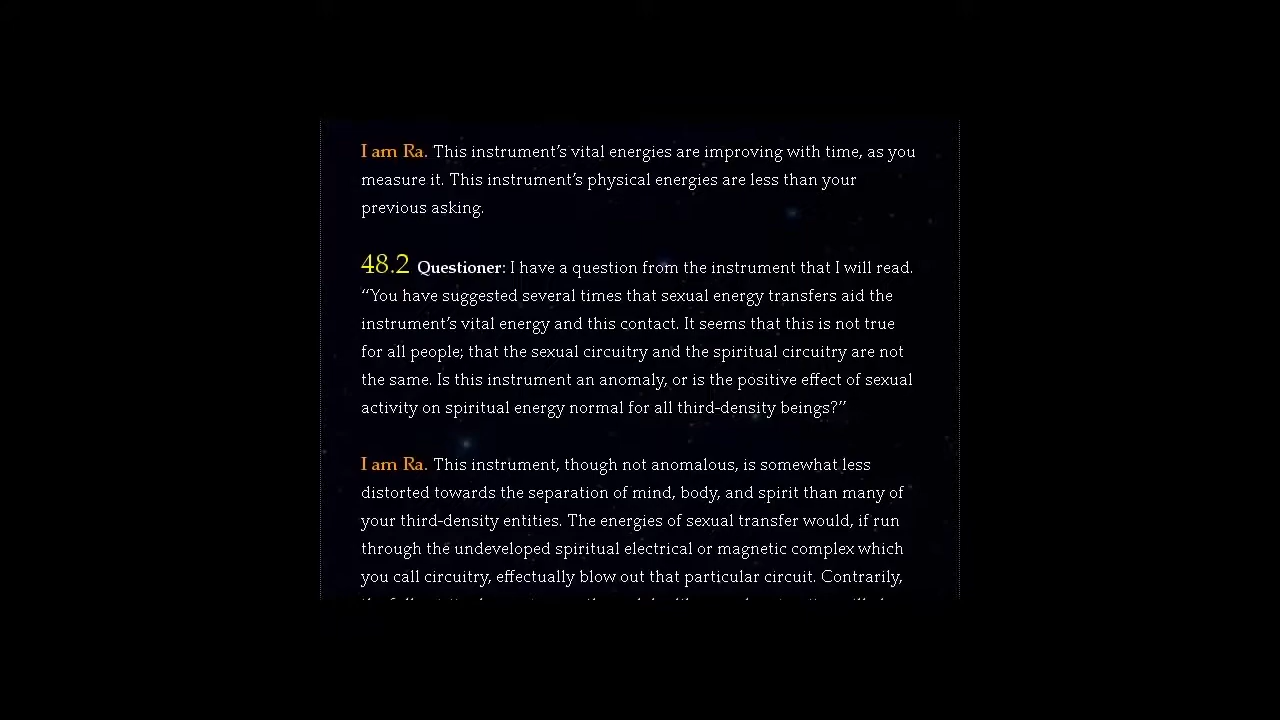 I am Ra. This instrument’s vital energies are improving with time, as you
measure it. This instrument’s physical energies are less than your
previous asking.
48.2 Questioner: I have a question from the instrument that I will read.
“You have suggested several times that sexual energy transfers aid the
instrument’s vital energy and this contact. It seems that this is not true
for all people; that the sexual circuitry and the spiritual circuitry are not
the same. Is this instrument an anomaly, or is the positive effect of sexual
activity on spiritual energy normal for all third-density beings?”
I am Ra. This instrument, though not anomalous, is somewhat less
distorted towards the separation of mind, body, and spirit than many of
your third-density entities. The energies of sexual transfer would, if run
through the undeveloped spiritual electrical or magnetic complex which
you call circuitry, effectually blow out that particular circuit. Contrarily,